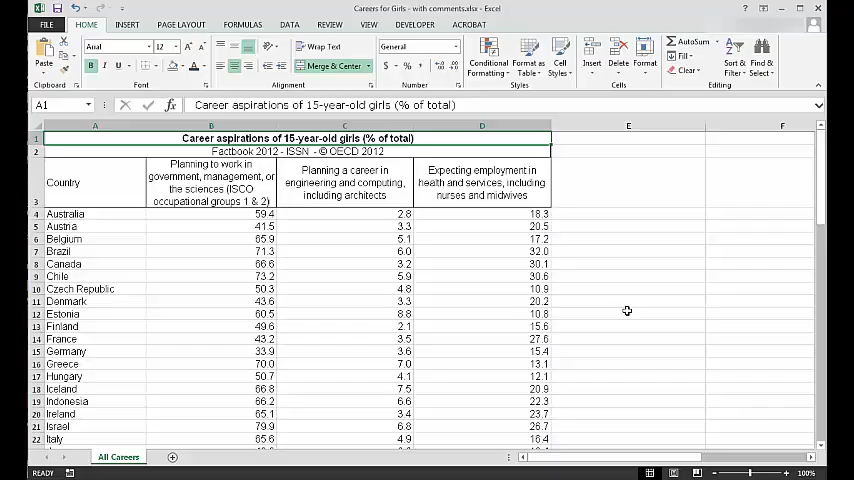 Careers for Girls - with comments.xlsx - Excel
FILE HOME INSERT PAGE LAYOUT FORMULAS DATA REVIEW VIEW DEVELOPER ACROBAT
Paste
Clipboard
Arial 12
B I U
Font
Wrap Text
Merge & Center
Alignment
General
$ % ,
Number
Conditional Formatting
Format as Table
Cell Styles
Styles
Insert Delete Format
Cells
AutoSum
Fill
Clear
Sort & Filter
Find & Select
Editing
A1 fx Career aspirations of 15-year-old girls (% of total)
A B C D E F
1 Career aspirations of 15-year-old girls (% of total)
2 Factbook 2012 - ISSN - © OECD 2012
3 Country
Planning to work in
government, management, or
the sciences (ISCO
occupational groups 1 & 2)
Planning a career in
engineering and computing,
including architects
Expecting employment in
health and services, including
nurses and midwives
4 Australia 59.4 2.8 18.3
5 Austria 41.5 3.3 20.5
6 Belgium 65.9 5.1 17.2
7 Brazil 71.3 6.0 32.0
8 Canada 66.6 3.2 30.1
9 Chile 73.2 5.9 30.6
10 Czech Republic 50.3 4.8 10.9
11 Denmark 43.6 3.3 20.2
12 Estonia 60.5 8.8 10.8
13 Finland 49.6 2.1 15.6
14 France 43.2 3.5 27.6
15 Germany 33.9 3.6 15.4
16 Greece 70.0 7.0 13.1
17 Hungary 50.7 4.1 12.1
18 Iceland 66.8 7.5 20.9
19 Indonesia 66.2 6.6 22.3
20 Ireland 65.1 3.4 23.7
21 Israel 79.9 6.8 26.7
22 Italy 65.6 4.9 16.4
All Careers
READY 100%